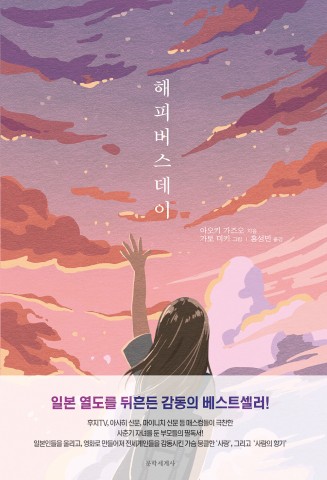 해피버스데이
아오키 가즈오 지음
가토 마키 그림 | 홍성민 옮김
일본 열도를 뒤흔든 감동의 베스트셀러!
후지TV, 아사히 신문, 마이니치 신문 등 매스컴들이 극찬한
사춘기 자녀를 둔 부모들의 필독서!
일본인들을 울리고, 영화로 만들어져 전세계인들을 감동시킨 가슴 뭉클한 '사랑', 그리고 '사람의 향기'
문학세계사